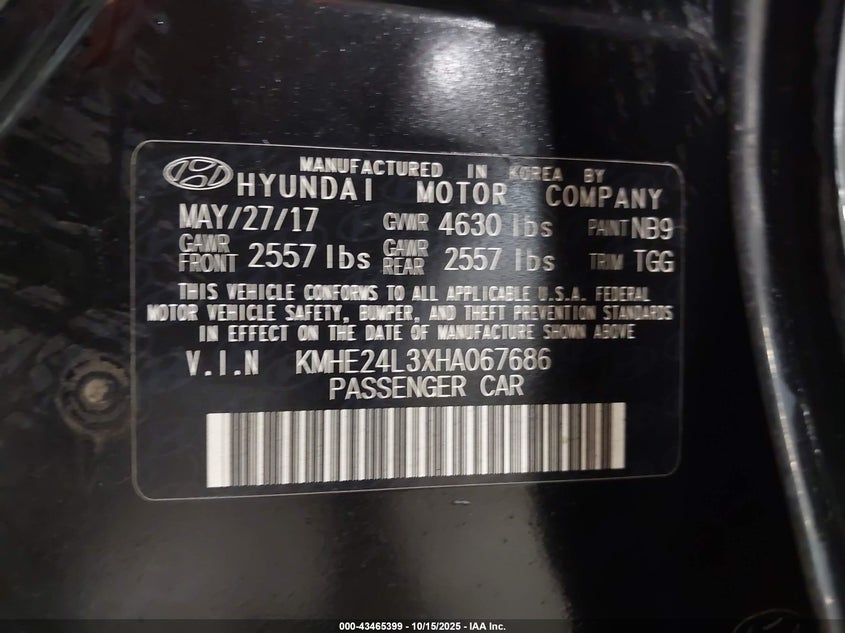 MANUFACTURED IN KOREA BY
HYUNDAI MOTOR COMPANY
MAY/27/17 GVWR 4630 lbs PAINT NB9
GAWR FRONT 2557 lbs GAWR REAR 2557 lbs TRIM TGG
THIS VEHICLE CONFORMS TO ALL APPLICABLE U.S.A. FEDERAL
MOTOR VEHICLE SAFETY, BUMPER, AND THEFT PREVENTION STANDARDS
IN EFFECT ON THE DATE OF MANUFACTURE SHOWN ABOVE
V.I.N KMHE24L3XHA067686
PASSENGER CAR
000-43465399 - 10/15/2025 - IAA Inc.